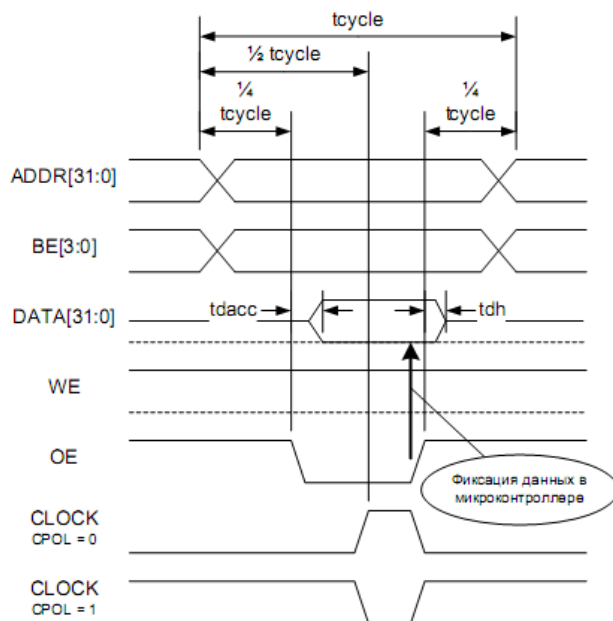 tcycle
½ tcycle
¼
tcycle
¼
tcycle
ADDR[31:0]
BE[3:0]
DATA[31:0]
tdacc
tdh
WE
OE
Фиксация данных в
микроконтроллере
CLOCK
CPOL = 0
CLOCK
CPOL = 1